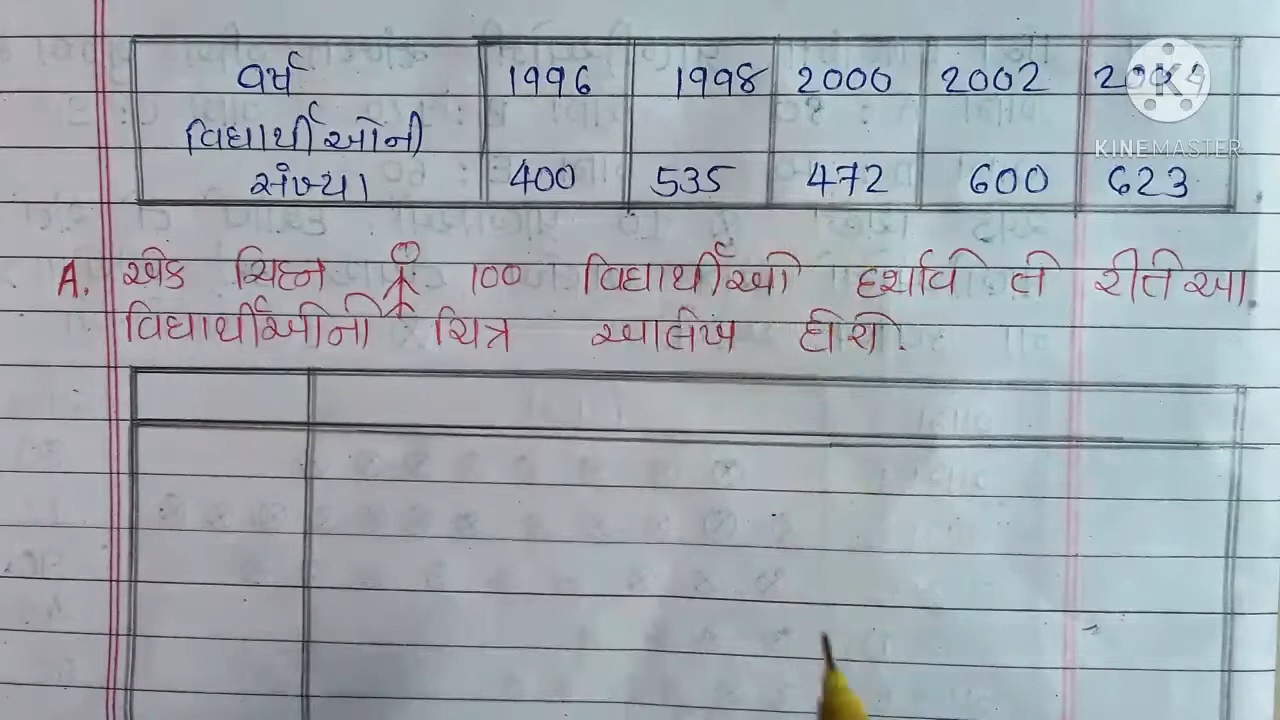 વર્ષ 1996 1998 2000 2002
વિદ્યાર્થીઓની
સંખ્યા 400 535 472 600 623
KINEMASTER
A. એક ચિહ્ન 100 વિદ્યાર્થીઓ દર્શાવે તે રીતે આ
વિદ્યાર્થીઓની ચિત્ર આલેખ દોરો.